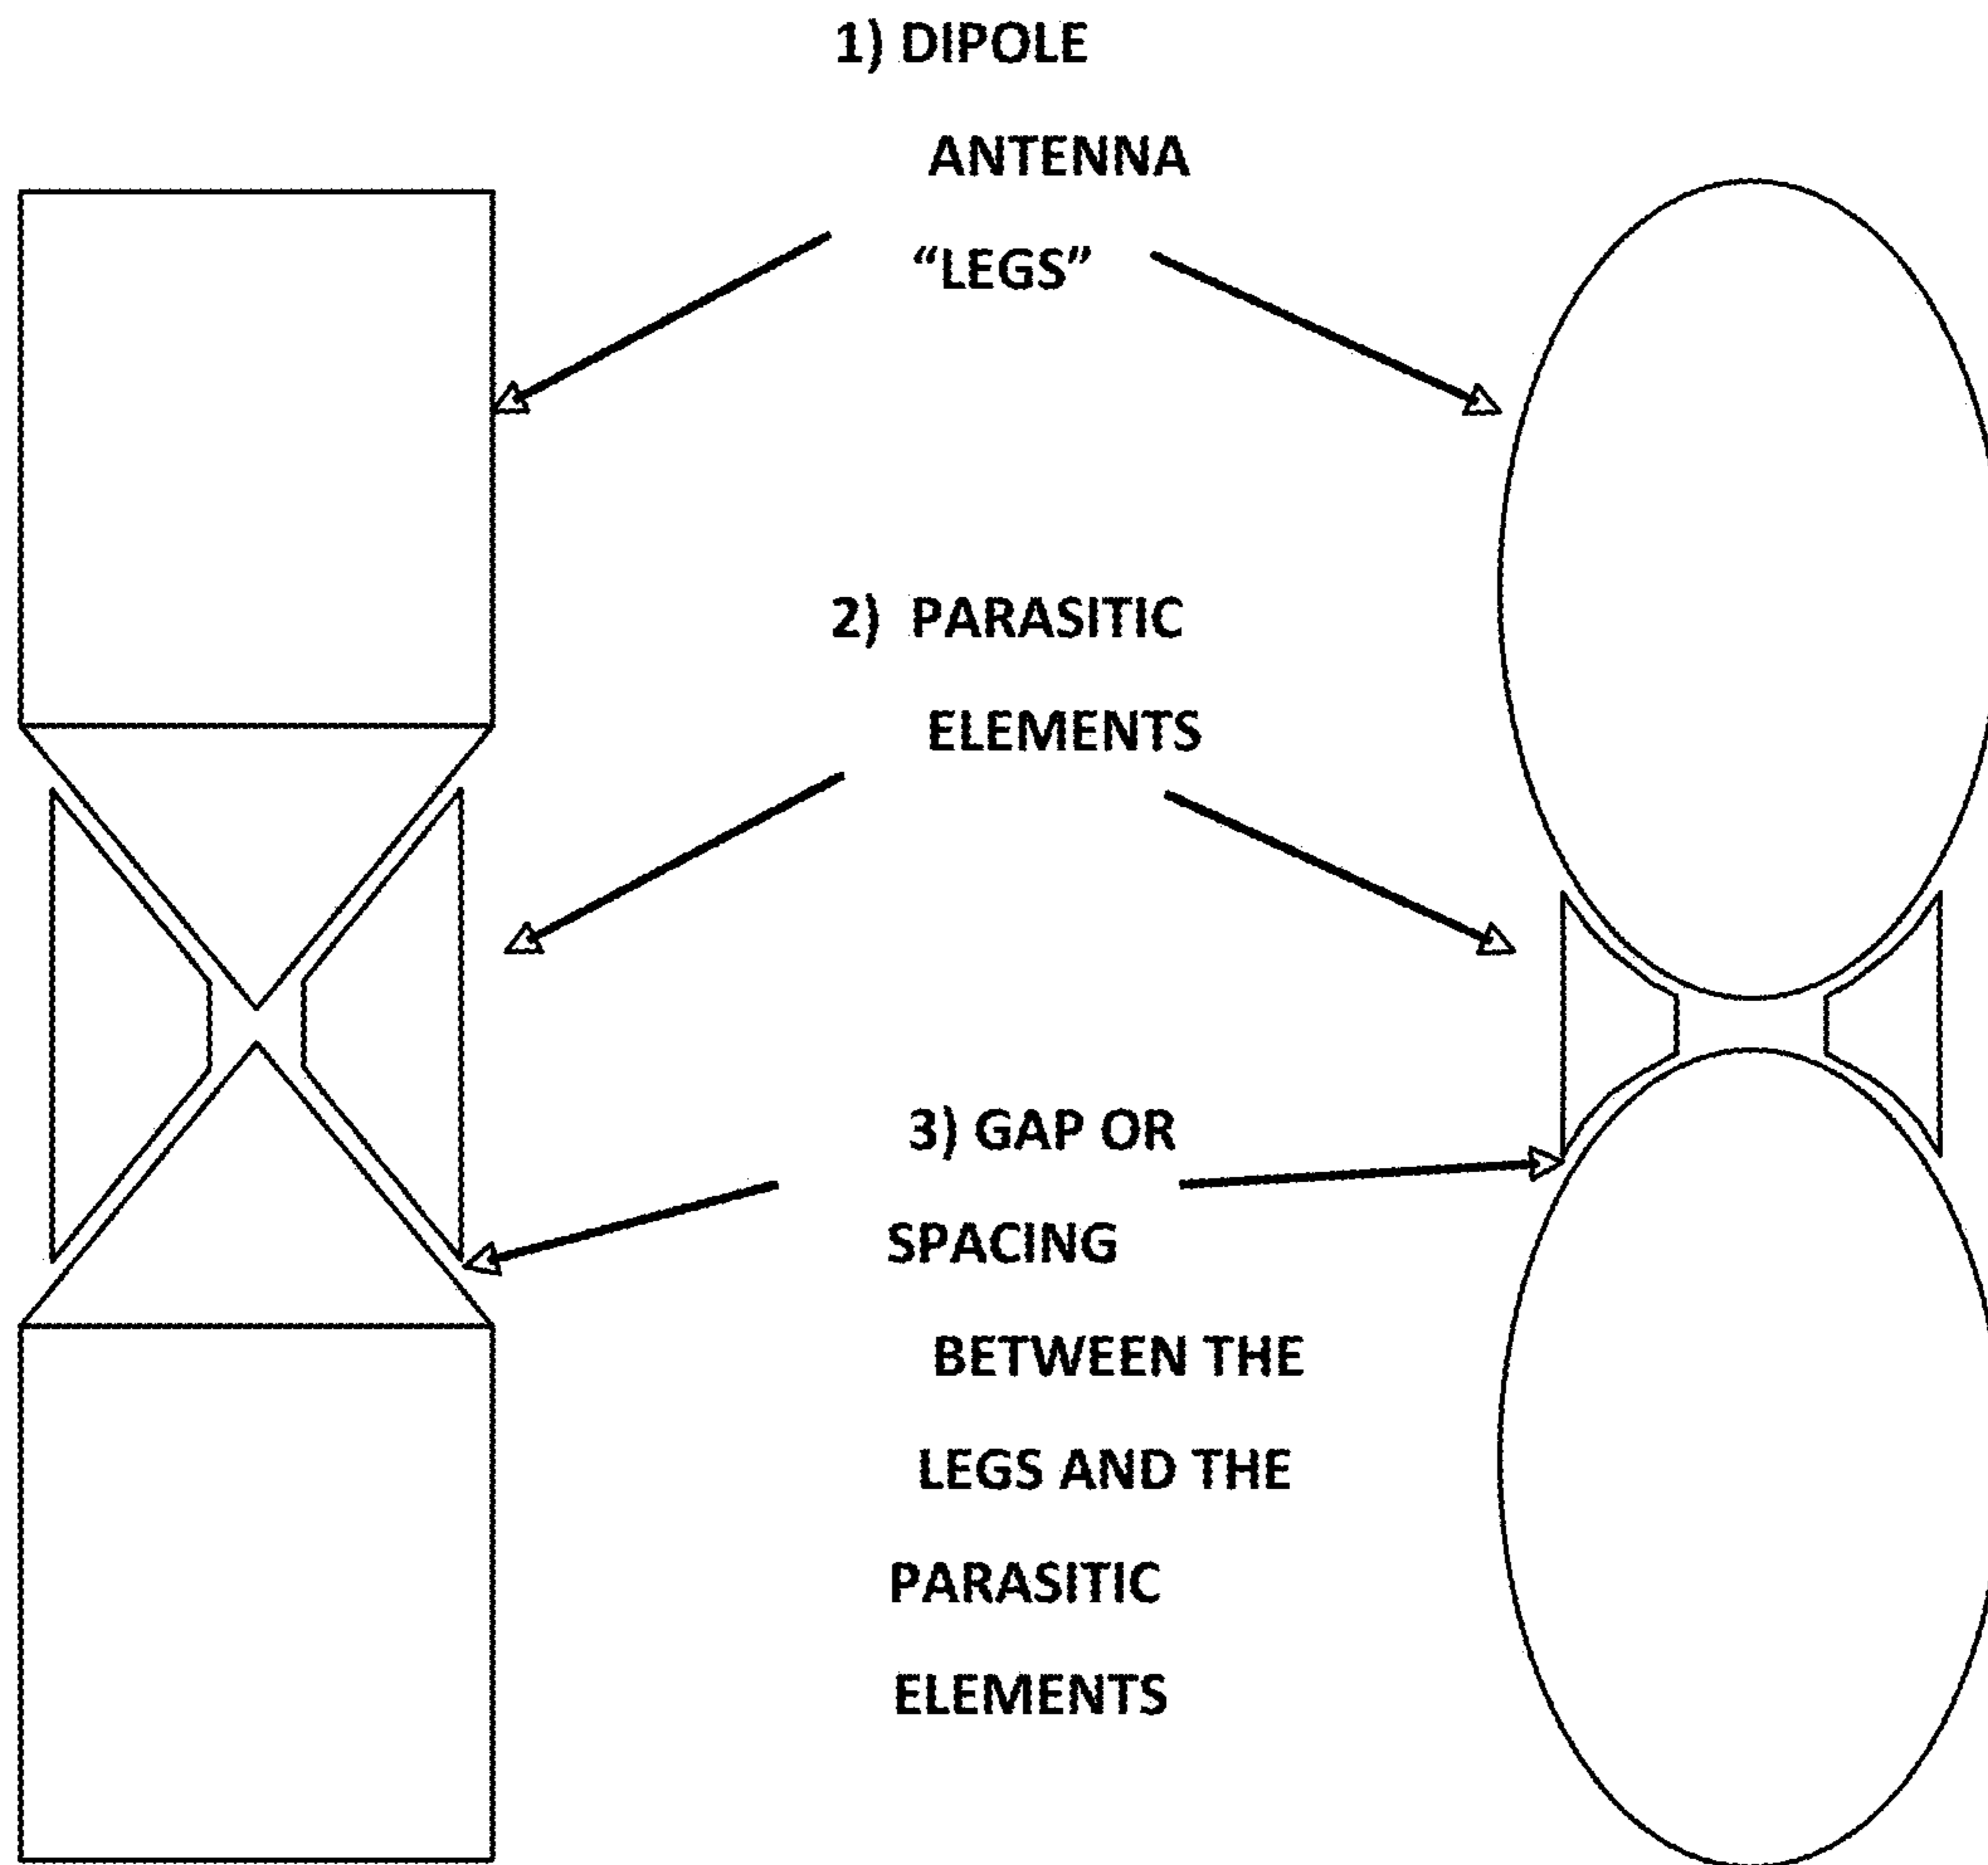 1) DIPOLE
ANTENNA
“LEGS”
2) PARASITIC
ELEMENTS
3) GAP OR
SPACING
BETWEEN THE
LEGS AND THE
PARASITIC
ELEMENTS